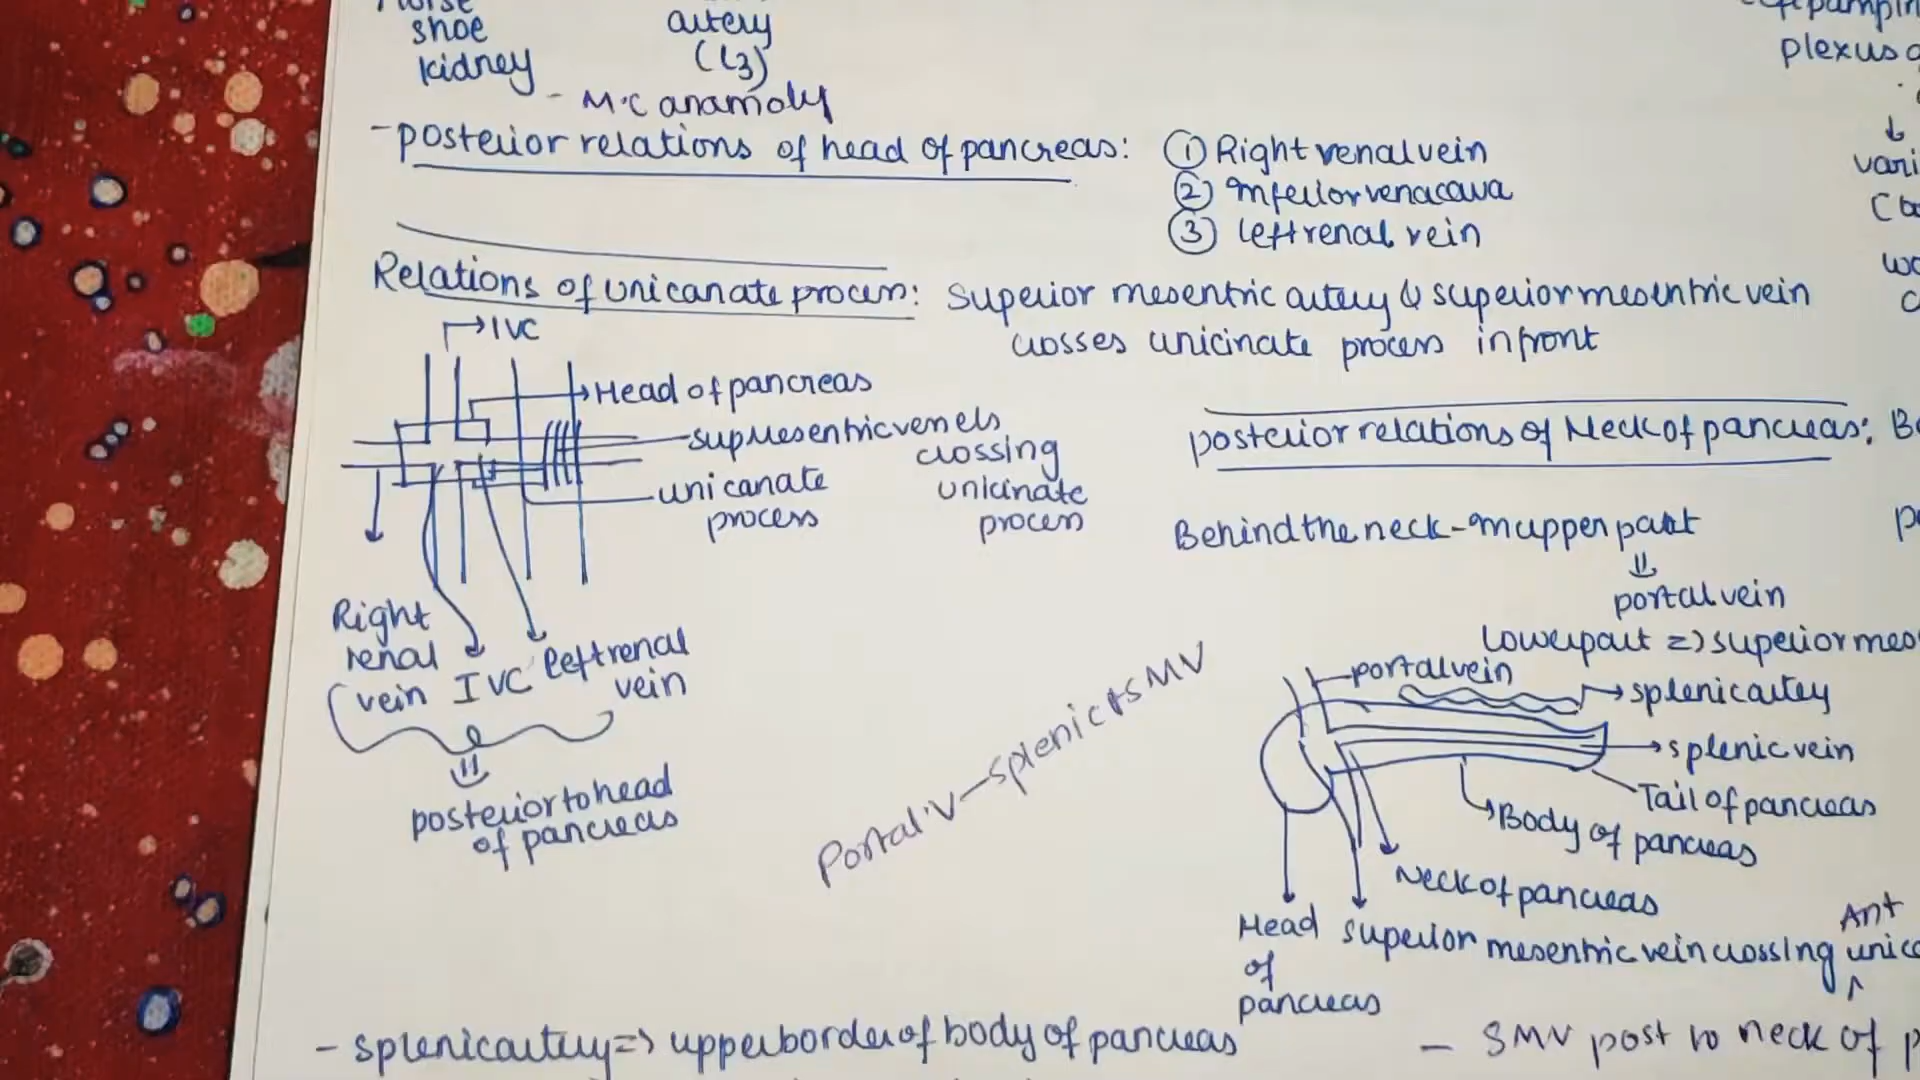 shoe
kidney
artery
(L3)
- M.C anamoly
plexus
- posterior relations of head of pancreas:
① Right renal vein
② Inferior venacava
③ left renal vein
Relations of unicanate process: Superior mesentric artery & superior mesentric vein
crosses unicinate process infront
→ IVC
Head of pancreas
sup Mesentric vessels
crossing
unicinate
process
unicanate
process
Right
renal
vein
IVC
left renal
vein
posterior to head
of pancreas
Portal V - splenic + SMV
posterior relations of Neck of pancreas:
Behind the neck - In upper part
portal vein
Lower part => superior
portal vein
splenic artey
splenic vein
Tail of pancreas
Body of pancreas
Neck of pancreas
Head
of
pancreas
superior mesentric vein crossing
Ant
- splenic artery => upper border of body of pancreas
- SMV post to neck of